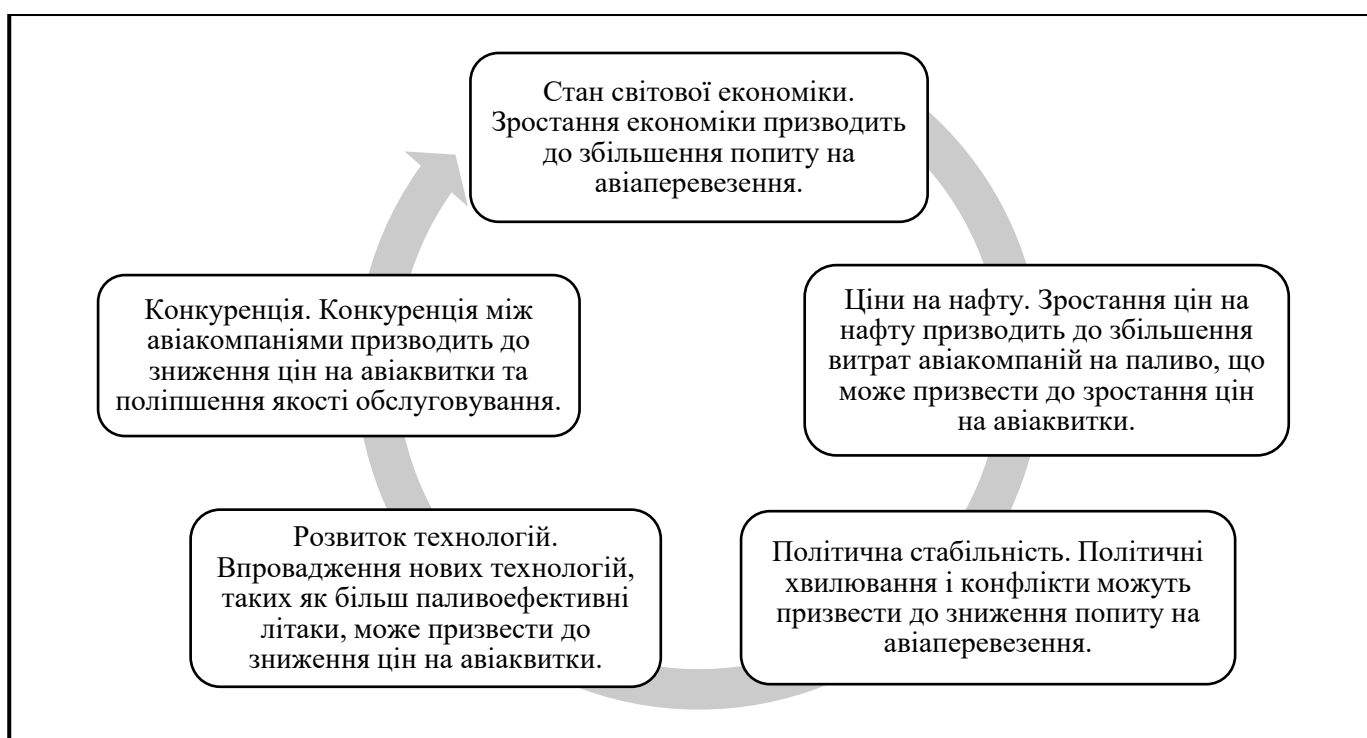 Стан світової економіки.
Зростання економіки призводить
до збільшення попиту на
авіаперевезення.
Ціни на нафту. Зростання цін на
нафту призводить до збільшення
витрат авіакомпаній на паливо, що
може призвести до зростання цін
на авіаквитки.
Політична стабільність. Політичні
хвилювання і конфлікти можуть
призвести до зниження попиту на
авіаперевезення.
Розвиток технологій.
Впровадження нових технологій,
таких як більш паливоефективні
літаки, може призвести до
зниження цін на авіаквитки.
Конкуренція. Конкуренція між
авіакомпаніями призводить до
зниження цін на авіаквитки та
поліпшення якості обслуговування.